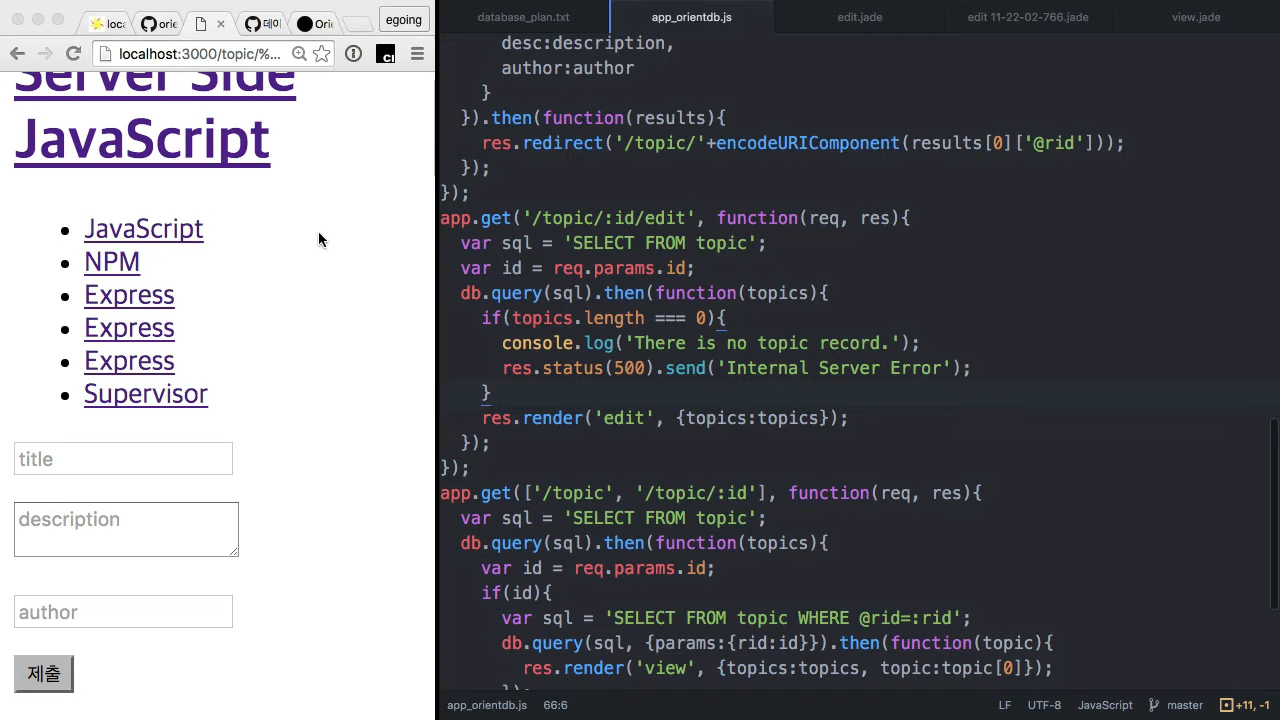 loca
orie
데이
Orie
egoing
localhost:3000/topic/%...
Server Side
JavaScript
JavaScript
NPM
Express
Express
Express
Supervisor
title
description
author
제출
database_plan.txt
app_orientdb.js
edit.jade
edit 11-22-02-766.jade
view.jade
desc:description,
author:author
}
}).then(function(results){
res.redirect('/topic/'+encodeURIComponent(results[0]['@rid']));
});
});
app.get('/topic/:id/edit', function(req, res){
var sql = 'SELECT FROM topic';
var id = req.params.id;
db.query(sql).then(function(topics){
if(topics.length === 0){
console.log('There is no topic record.');
res.status(500).send('Internal Server Error');
}
res.render('edit', {topics:topics});
});
});
app.get(['/topic', '/topic/:id'], function(req, res){
var sql = 'SELECT FROM topic';
db.query(sql).then(function(topics){
var id = req.params.id;
if(id){
var sql = 'SELECT FROM topic WHERE @rid=:rid';
db.query(sql, {params:{rid:id}}).then(function(topic){
res.render('view', {topics:topics, topic:topic[0]});
});
app_orientdb.js 66:6 LF UTF-8 JavaScript master +11, -1